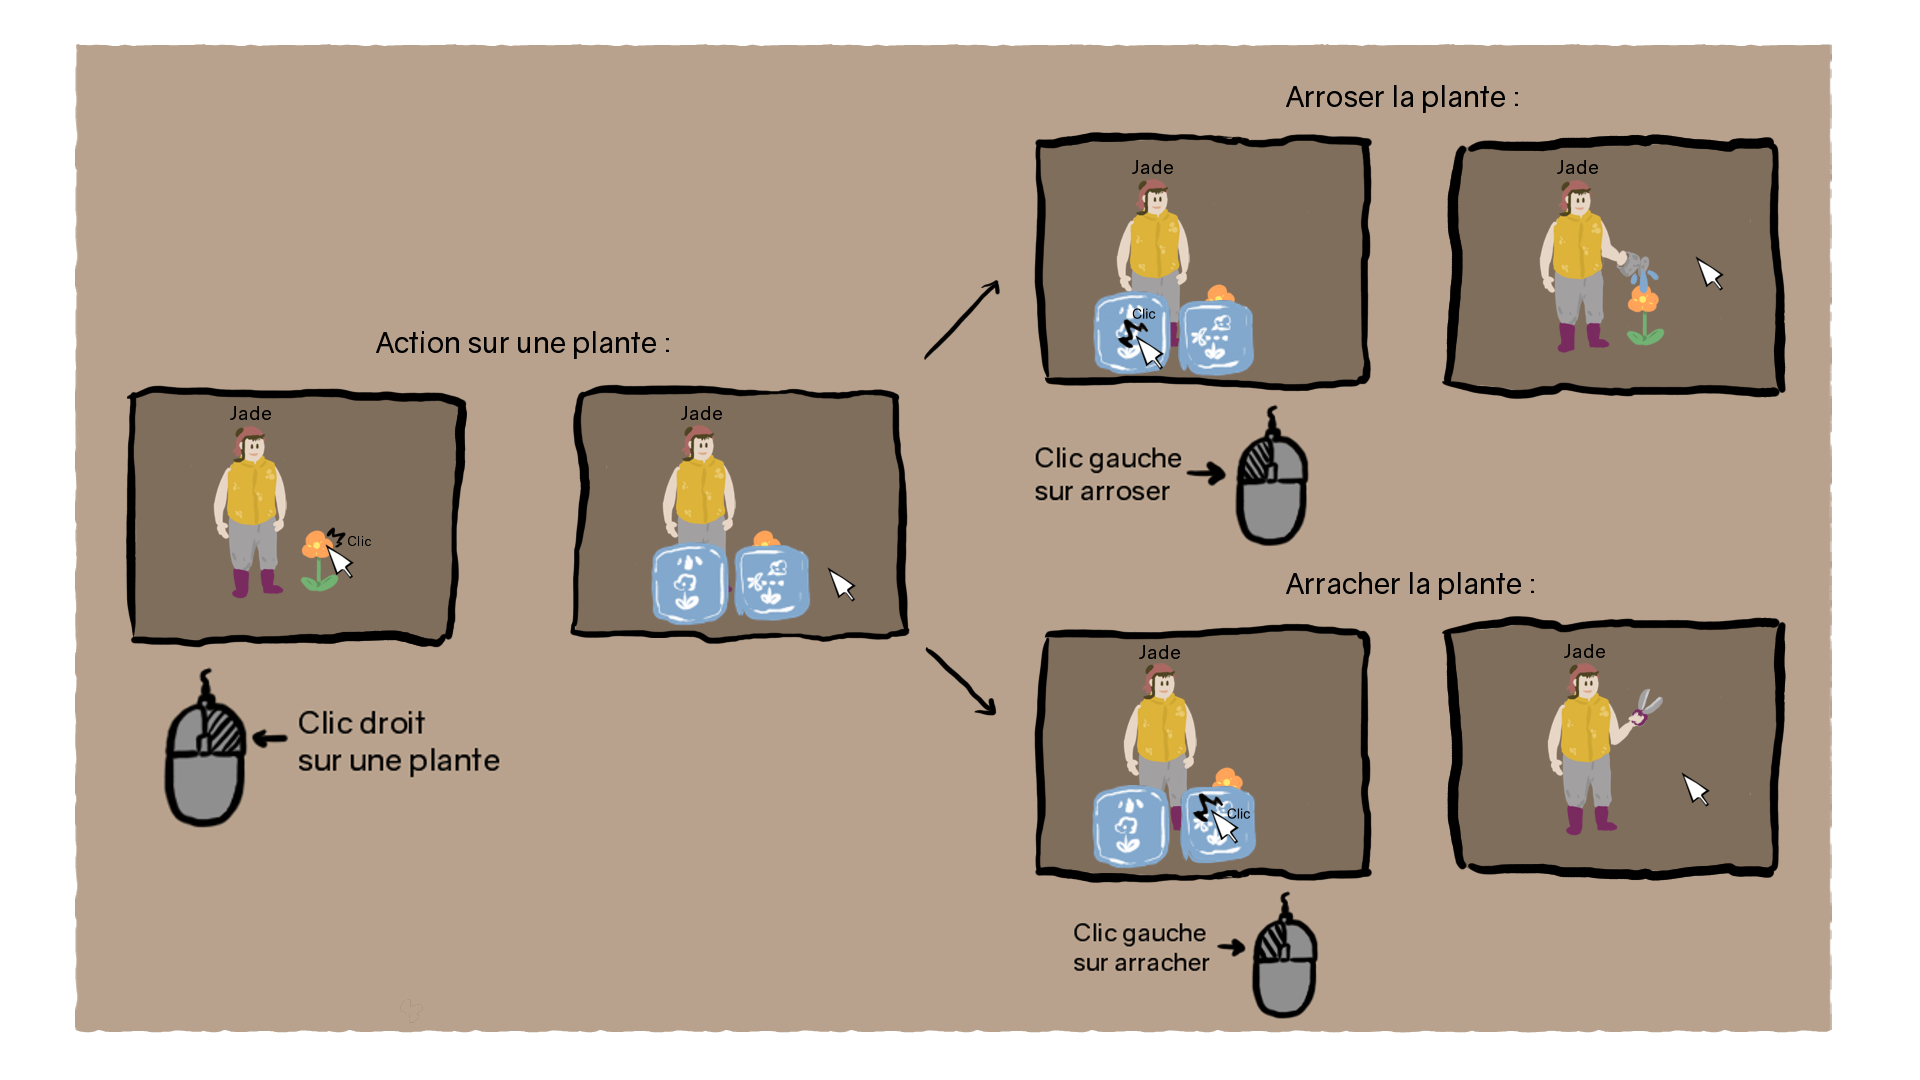 Action sur une plante :
Jade
Clic
Jade
Clic droit
sur une plante
Arroser la plante :
Jade
Clic
Jade
Clic gauche
sur arroser
Arracher la plante :
Jade
Clic
Jade
Clic gauche
sur arracher